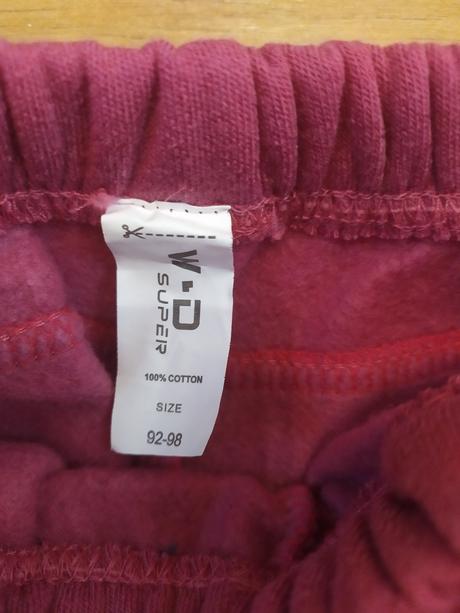 W·D
SUPER
100% COTTON
SIZE
92-98